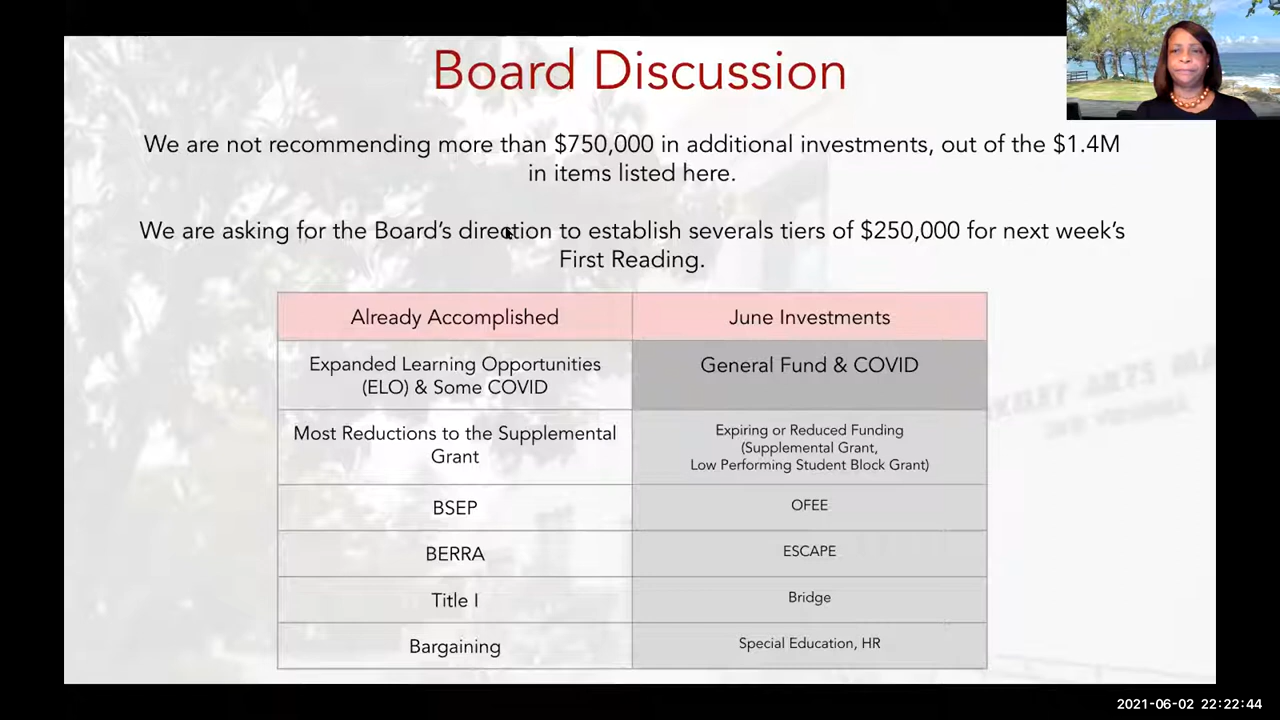 Board Discussion
We are not recommending more than $750,000 in additional investments, out of the $1.4M
in items listed here.
We are asking for the Board's direction to establish severals tiers of $250,000 for next week's
First Reading.
Already Accomplished
June Investments
Expanded Learning Opportunities
(ELO) & Some COVID
General Fund & COVID
Most Reductions to the Supplemental
Grant
Expiring or Reduced Funding
(Supplemental Grant,
Low Performing Student Block Grant)
BSEP
OFEE
BERRA
ESCAPE
Title I
Bridge
Bargaining
Special Education, HR
2021-06-02 22:22:44